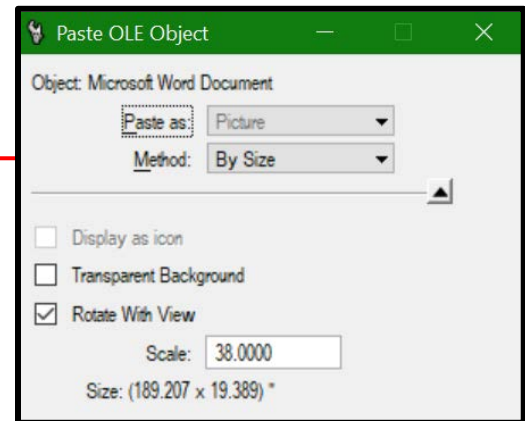 Paste OLE Object
Object: Microsoft Word Document
Paste as: Picture
Method: By Size
Display as icon
Transparent Background
Rotate With View
Scale: 38.0000
Size: (189.207 x 19.389) "